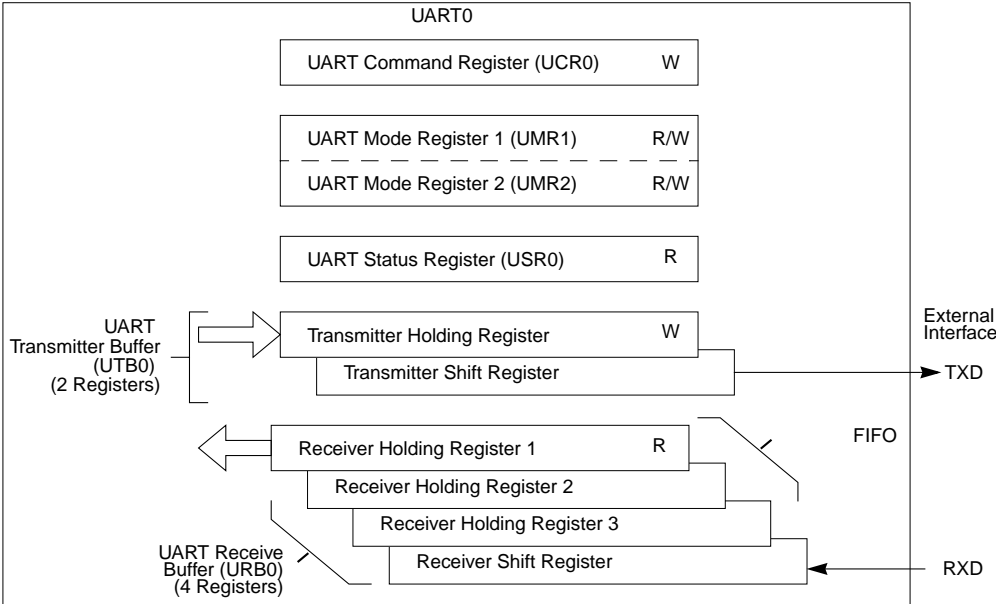 UART0
UART Command Register (UCR0) W
UART Mode Register 1 (UMR1) R/W
UART Mode Register 2 (UMR2) R/W
UART Status Register (USR0) R
UART
Transmitter Buffer
(UTB0)
(2 Registers)
Transmitter Holding Register W
Transmitter Shift Register
External
Interface
TXD
FIFO
Receiver Holding Register 1 R
Receiver Holding Register 2
Receiver Holding Register 3
Receiver Shift Register
UART Receive
Buffer (URB0)
(4 Registers)
RXD